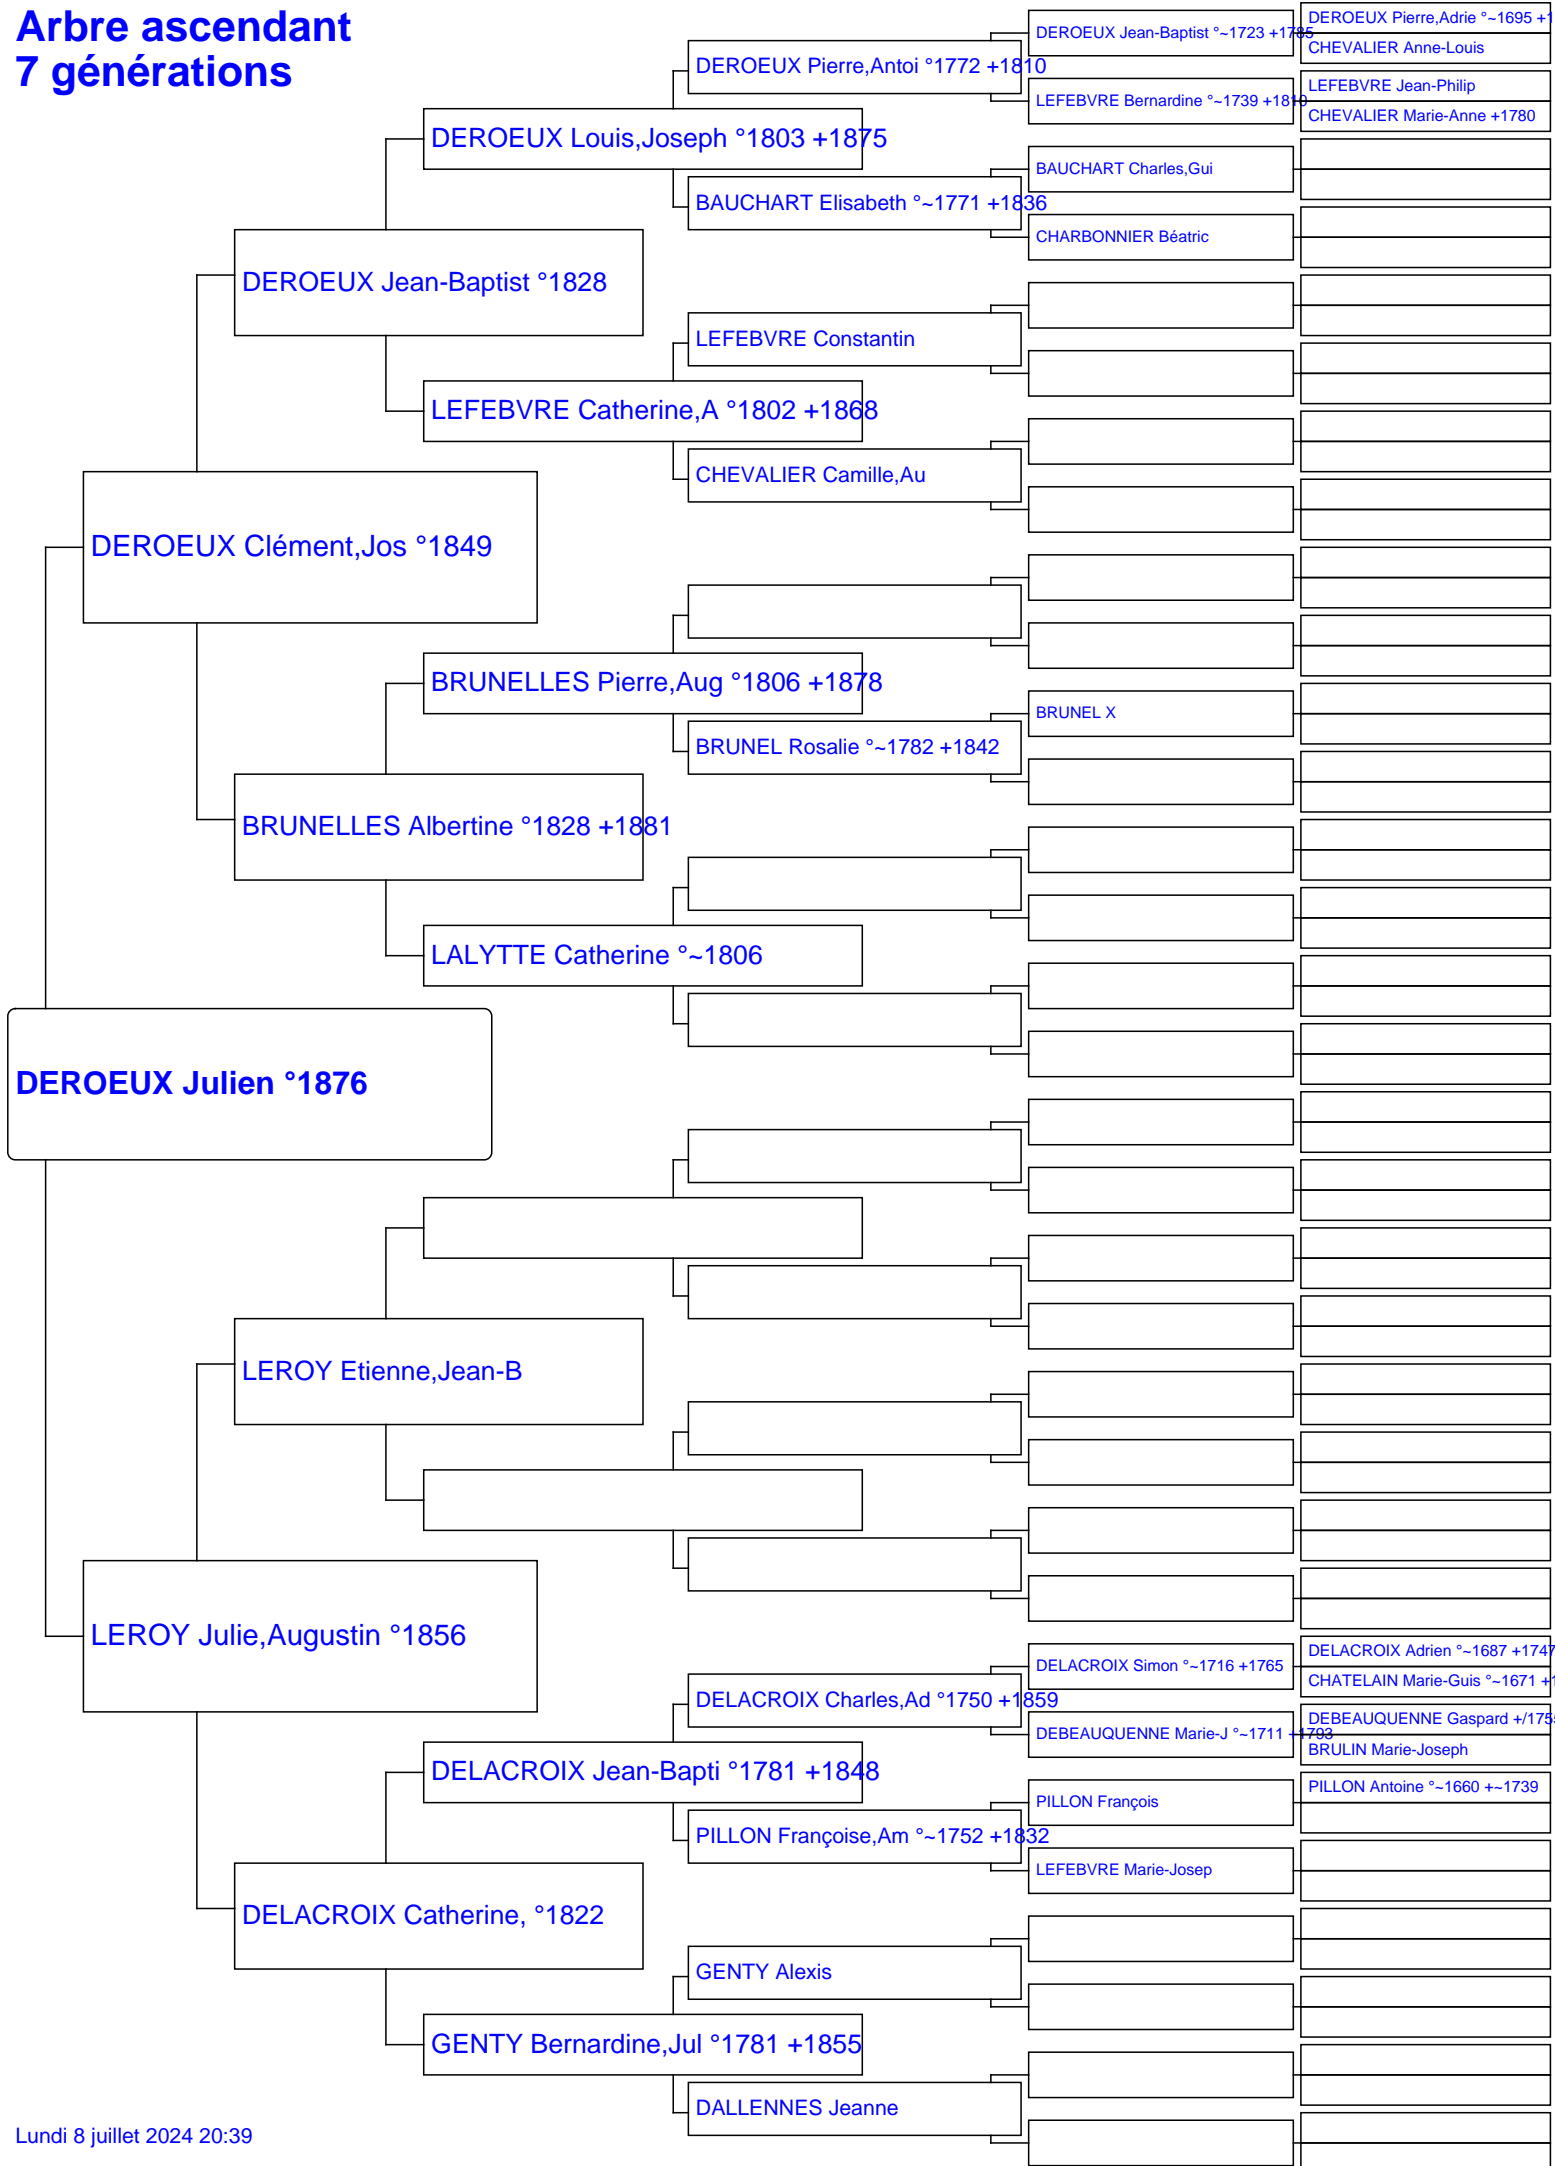 Arbre ascendant
7 générations
DEROEUX Pierre,Adrie °~1695 +1
DEROEUX Jean-Baptist °~1723 +1785
CHEVALIER Anne-Louis
DEROEUX Pierre,Antoi °1772 +1810
LEFEBVRE Jean-Philip
LEFEBVRE Bernardine °~1739 +1810
CHEVALIER Marie-Anne +1780
DEROEUX Louis,Joseph °1803 +1875
BAUCHART Charles,Gui
BAUCHART Elisabeth °~1771 +1836
CHARBONNIER Béatric
DEROEUX Jean-Baptist °1828
LEFEBVRE Constantin
LEFEBVRE Catherine,A °1802 +1868
CHEVALIER Camille,Au
DEROEUX Clément,Jos °1849
BRUNELLES Pierre,Aug °1806 +1878
BRUNEL X
BRUNEL Rosalie °~1782 +1842
BRUNELLES Albertine °1828 +1881
LALYTTE Catherine °~1806
DEROEUX Julien °1876
LEROY Etienne,Jean-B
LEROY Julie,Augustin °1856
DELACROIX Adrien °~1687 +1747
DELACROIX Simon °~1716 +1765
CHATELAIN Marie-Guis °~1671 +1
DELACROIX Charles,Ad °1750 +1859
DEBEAUQUENNE Gaspard +/1755
DEBEAUQUENNE Marie-J °~1711 +1793
BRULIN Marie-Joseph
DELACROIX Jean-Bapti °1781 +1848
PILLON Antoine °~1660 +~1739
PILLON François
PILLON Françoise,Am °~1752 +1832
LEFEBVRE Marie-Josep
DELACROIX Catherine, °1822
GENTY Alexis
GENTY Bernardine,Jul °1781 +1855
DALLENNES Jeanne
Lundi 8 juillet 2024 20:39